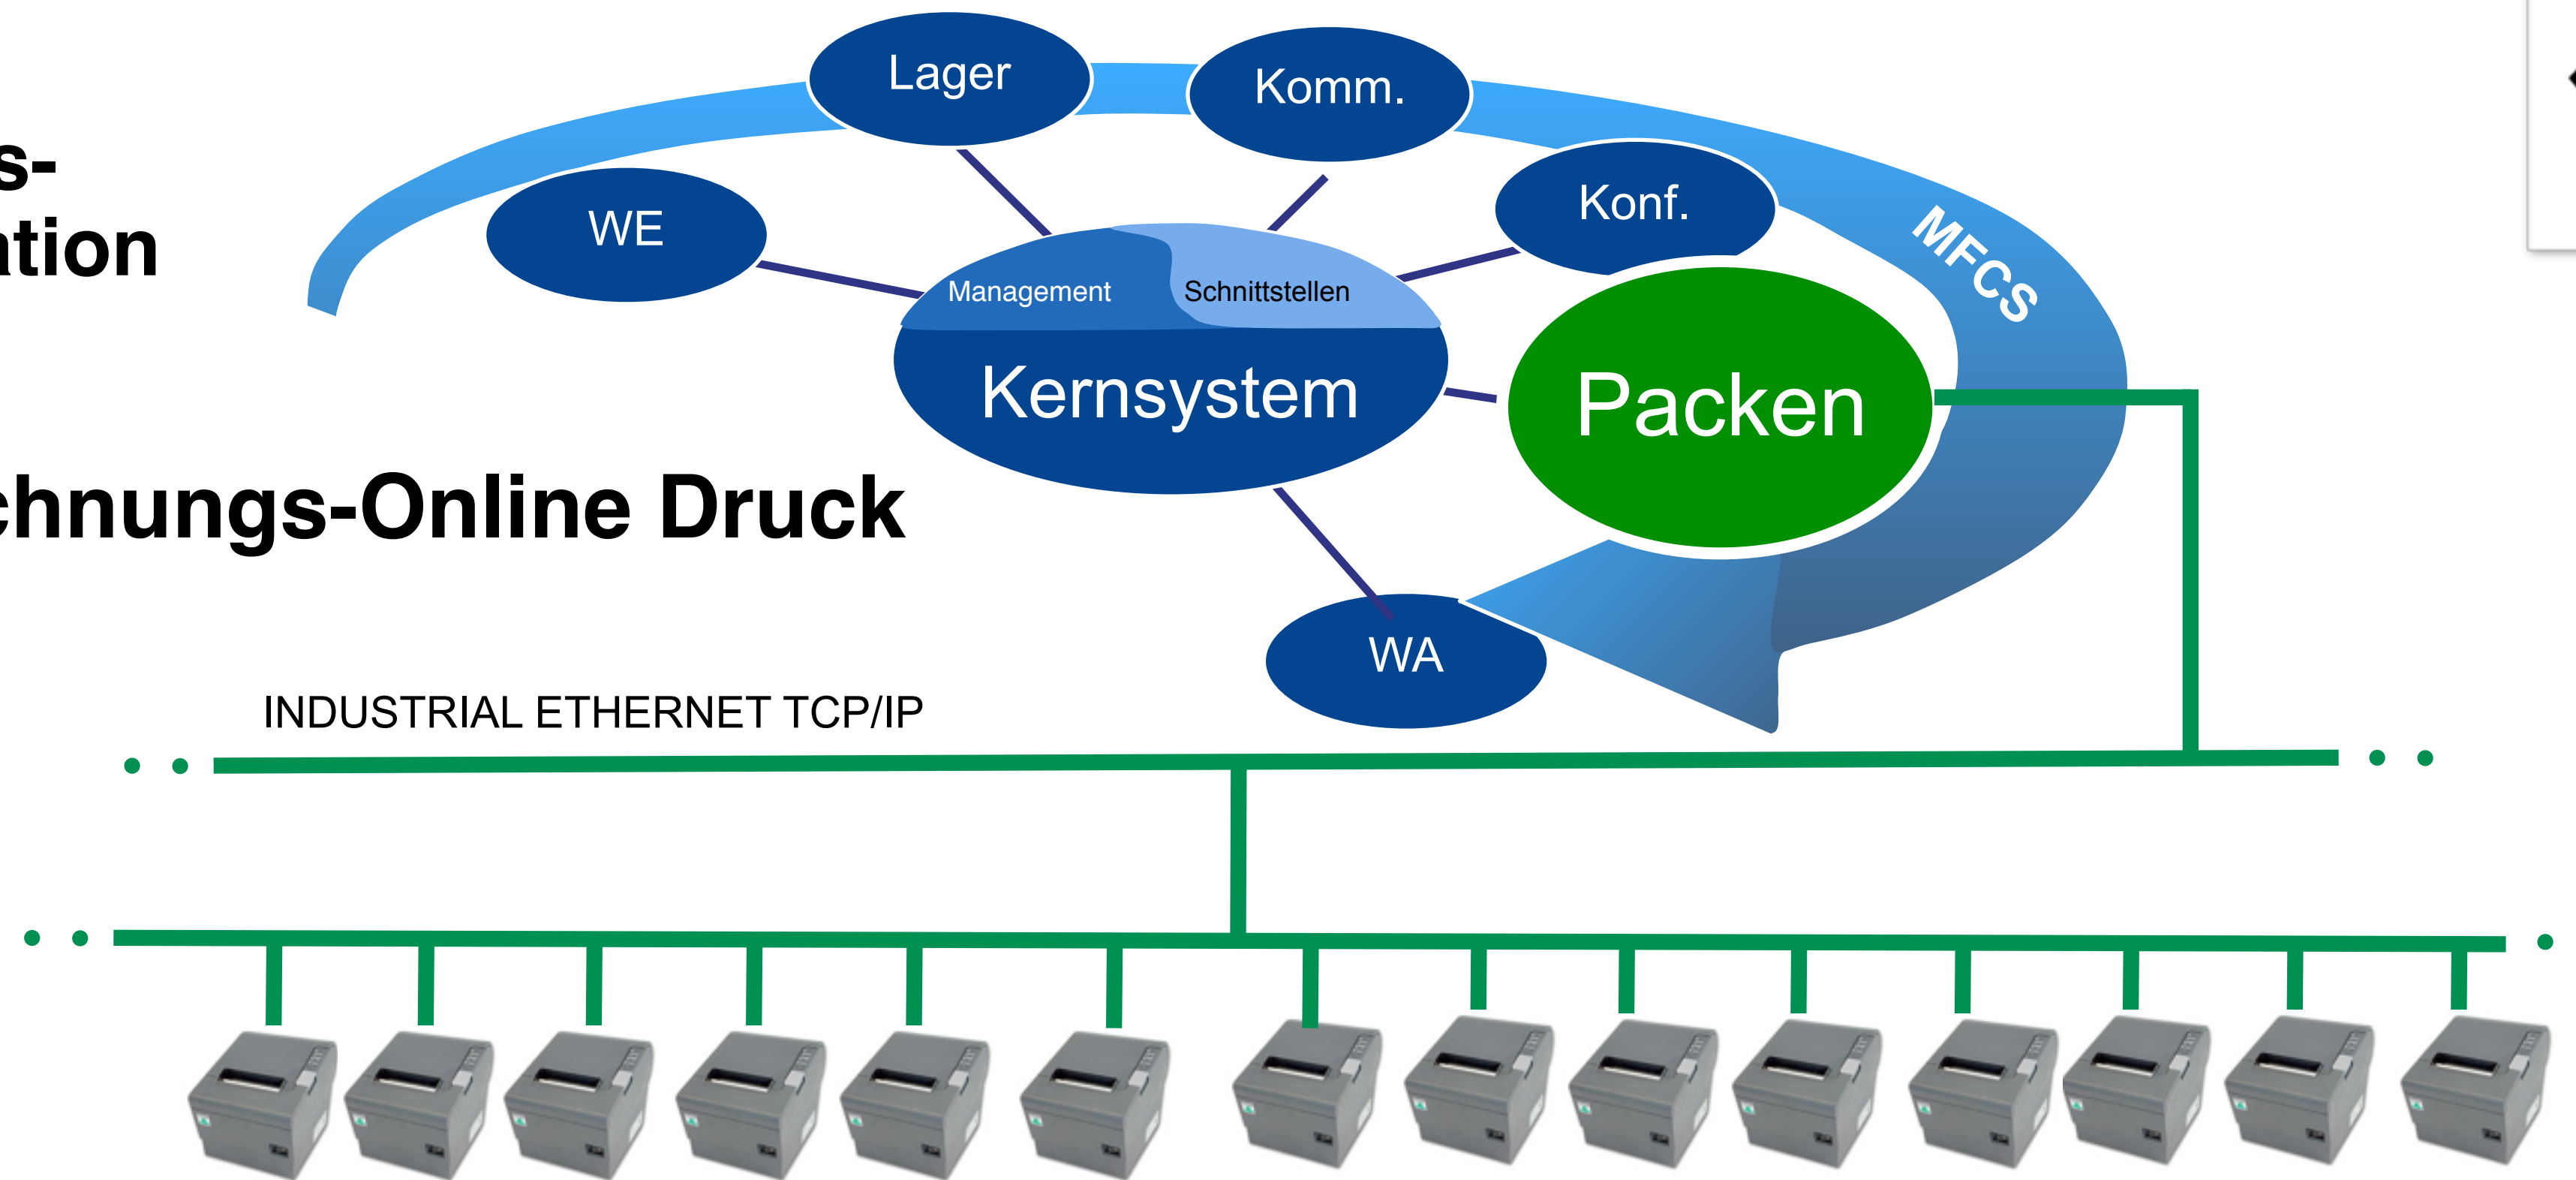 Lager
Komm.
s-
WE
Konf.
ation
MFCS
Management
Schnittstellen
Kernsystem
Packen
chnungs-Online Druck
WA
INDUSTRIAL ETHERNET TCP/IP